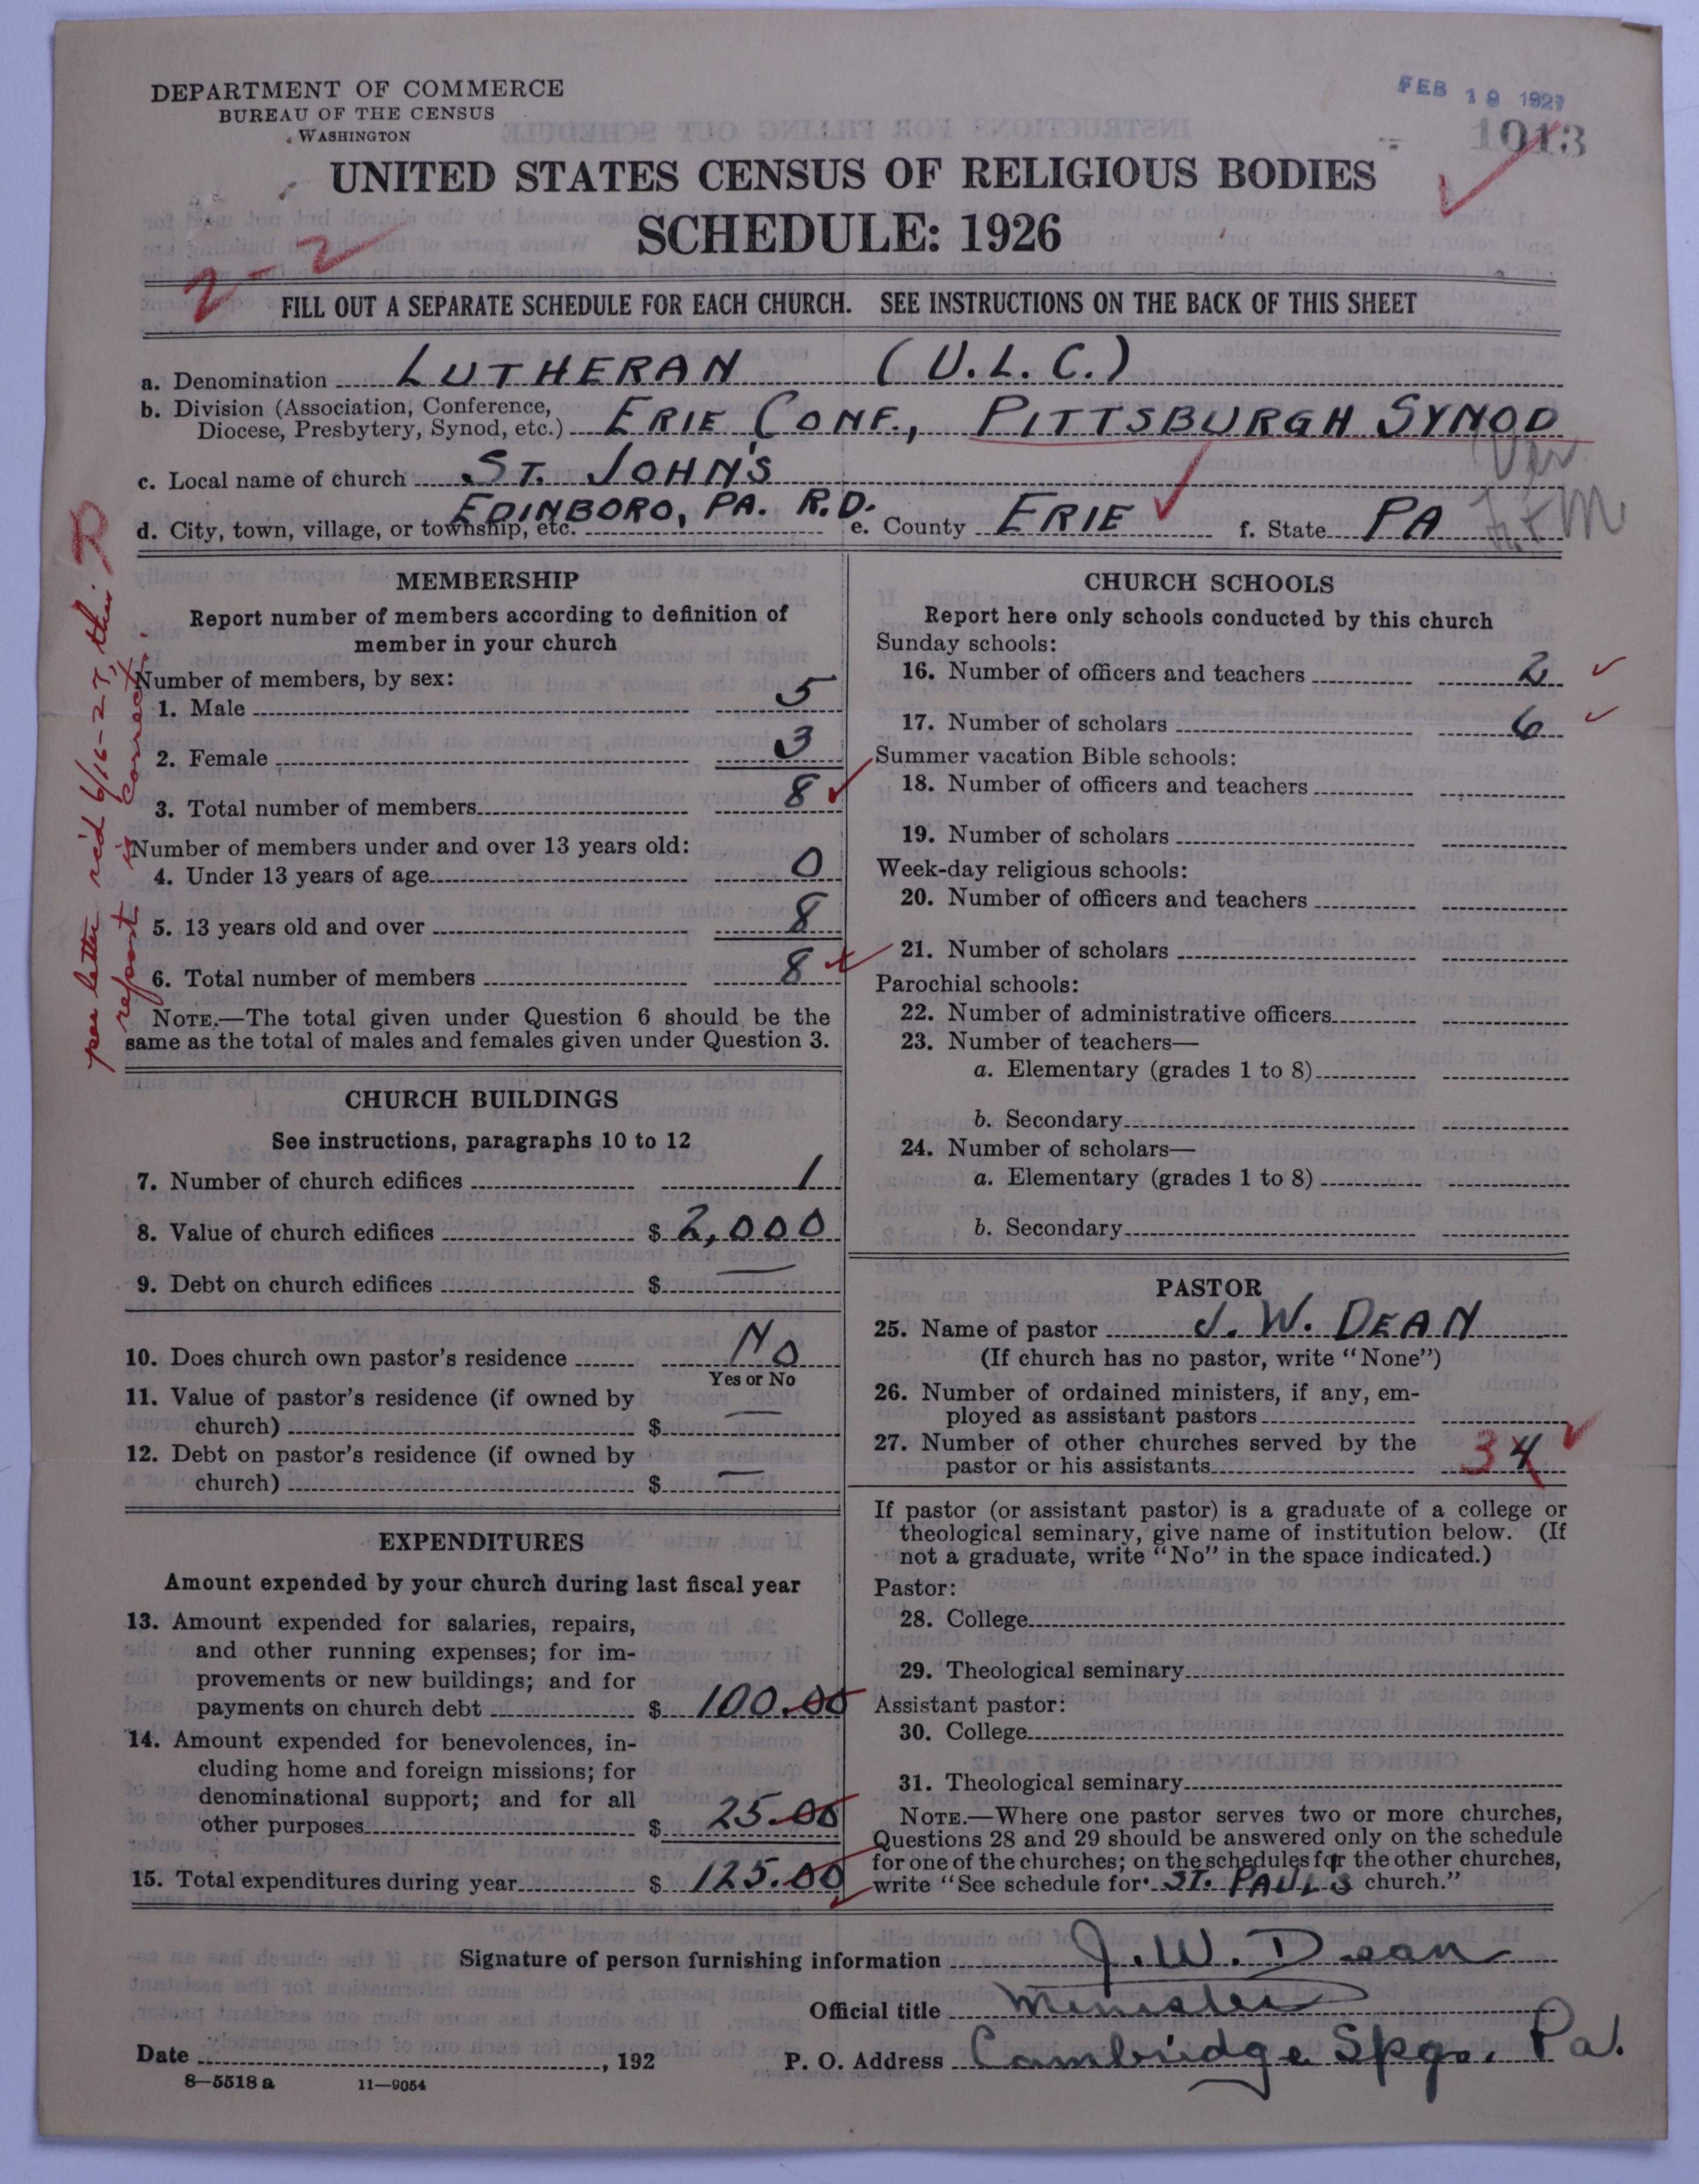 DEPARTMENT OF COMMERCE
BUREAU OF THE CENSUS
WASHINGTON
FEB 19 1927
1013
UNITED STATES CENSUS OF RELIGIOUS BODIES
SCHEDULE: 1926
2-2
FILL OUT A SEPARATE SCHEDULE FOR EACH CHURCH. SEE INSTRUCTIONS ON THE BACK OF THIS SHEET
a. Denomination LUTHERAN (U.L.C.)
b. Division (Association, Conference,
Diocese, Presbytery, Synod, etc.) ERIE CONF., PITTSBURGH SYNOD
c. Local name of church ST. JOHN'S
d. City, town, village, or township, etc. EDINBORO, PA. R.D. e. County ERIE f. State PA
per letter rec'd 6/16-27, this
report is correct.
MEMBERSHIP
Report number of members according to definition of
member in your church
Number of members, by sex:
1. Male 5
2. Female 3
3. Total number of members 8
Number of members under and over 13 years old:
4. Under 13 years of age 0
5. 13 years old and over 8
6. Total number of members 8
NOTE.—The total given under Question 6 should be the
same as the total of males and females given under Question 3.
CHURCH BUILDINGS
See instructions, paragraphs 10 to 12
7. Number of church edifices 1
8. Value of church edifices $ 2,000
9. Debt on church edifices $ —
10. Does church own pastor's residence No
Yes or No
11. Value of pastor's residence (if owned by
church) $ —
12. Debt on pastor's residence (if owned by
church) $ —
EXPENDITURES
Amount expended by your church during last fiscal year
13. Amount expended for salaries, repairs,
and other running expenses; for im-
provements or new buildings; and for
payments on church debt $ 100.00
14. Amount expended for benevolences, in-
cluding home and foreign missions; for
denominational support; and for all
other purposes $ 25.00
15. Total expenditures during year $ 125.00
CHURCH SCHOOLS
Report here only schools conducted by this church
Sunday schools:
16. Number of officers and teachers 2
17. Number of scholars 6
Summer vacation Bible schools:
18. Number of officers and teachers
19. Number of scholars
Week-day religious schools:
20. Number of officers and teachers
21. Number of scholars
Parochial schools:
22. Number of administrative officers
23. Number of teachers—
a. Elementary (grades 1 to 8)
b. Secondary
24. Number of scholars—
a. Elementary (grades 1 to 8)
b. Secondary
PASTOR
25. Name of pastor J. W. DEAN
(If church has no pastor, write "None")
26. Number of ordained ministers, if any, em-
ployed as assistant pastors
27. Number of other churches served by the
pastor or his assistants 3 4
If pastor (or assistant pastor) is a graduate of a college or
theological seminary, give name of institution below. (If
not a graduate, write "No" in the space indicated.)
Pastor:
28. College
29. Theological seminary
Assistant pastor:
30. College
31. Theological seminary
NOTE.—Where one pastor serves two or more churches,
Questions 28 and 29 should be answered only on the schedule
for one of the churches; on the schedules for the other churches,
write "See schedule for ST. PAUL'S church."
Signature of person furnishing information J. W. Dean
Official title Minister
Date , 192 P. O. Address Cambridge Spgs. Pa.
8—5518 a 11—9054